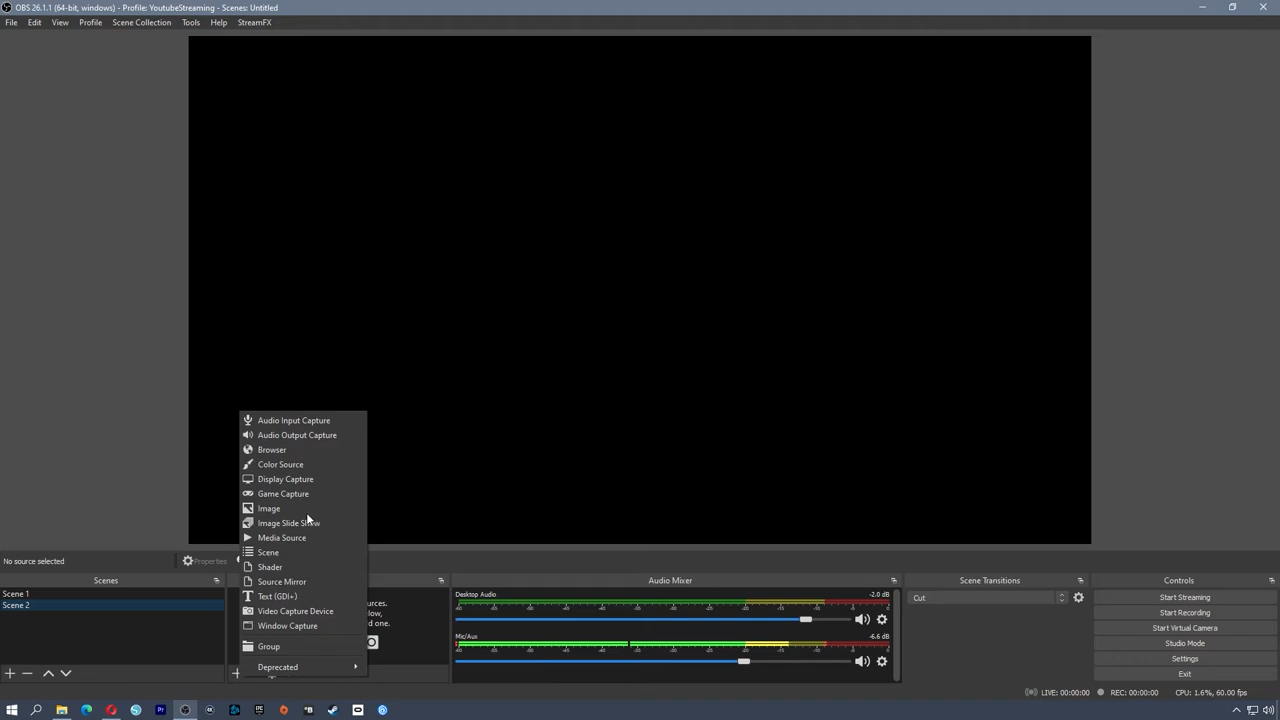 OBS 26.1.1 (64-bit, windows) - Profile: YoutubeStreaming - Scenes: Untitled
File Edit View Profile Scene Collection Tools Help StreamFX
Audio Input Capture
Audio Output Capture
Browser
Color Source
Display Capture
Game Capture
Image
Image Slide Show
Media Source
Scene
Shader
Source Mirror
Text (GDI+)
Video Capture Device
Window Capture
Group
Deprecated
No source selected
Properties
Scenes
Scene 1
Scene 2
Audio Mixer
Desktop Audio -2.0 dB
Mic/Aux -6.6 dB
Scene Transitions
Cut
Controls
Start Streaming
Start Recording
Start Virtual Camera
Studio Mode
Settings
Exit
LIVE: 00:00:00 REC: 00:00:00 CPU: 1.6%, 60.00 fps